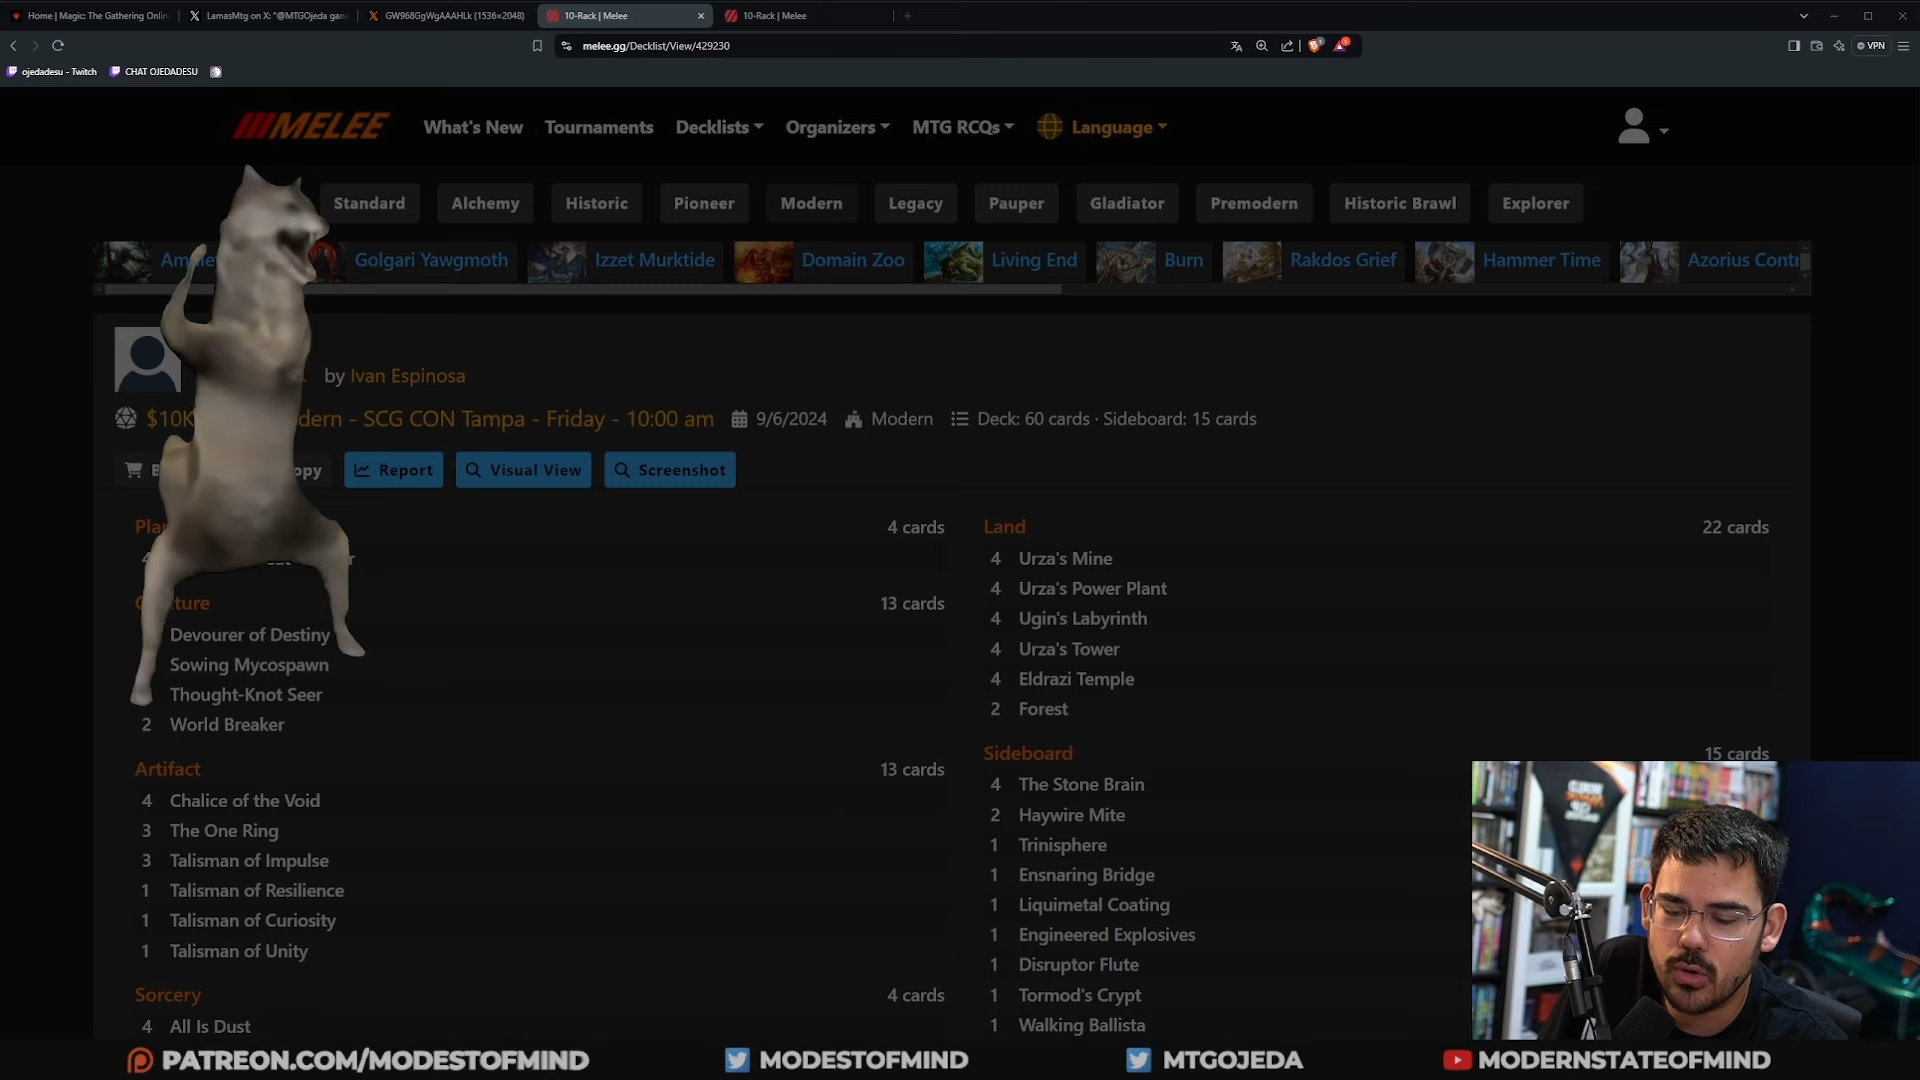 Home | Magic: The Gathering Onlin
LamasMtg on X: "@MTGOjeda gana
GW968GgWgAAAHLk (1536×2048)
10-Rack | Melee
10-Rack | Melee
melee.gg/Decklist/View/429230
VPN
ojedadesu - Twitch
CHAT OJEDADESU
MELEE
What's New
Tournaments
Decklists
Organizers
MTG RCQs
Language
Standard
Alchemy
Historic
Pioneer
Modern
Legacy
Pauper
Gladiator
Premodern
Historic Brawl
Explorer
Golgari Yawgmoth
Izzet Murktide
Domain Zoo
Living End
Burn
Rakdos Grief
Hammer Time
Azorius Contr
by Ivan Espinosa
$10K dern - SCG CON Tampa - Friday - 10:00 am
9/6/2024
Modern
Deck: 60 cards · Sideboard: 15 cards
B opy
Report
Visual View
Screenshot
Pla 4 cards
4 r
C ture 13 cards
Devourer of Destiny
Sowing Mycospawn
Thought-Knot Seer
2 World Breaker
Artifact 13 cards
4 Chalice of the Void
3 The One Ring
3 Talisman of Impulse
1 Talisman of Resilience
1 Talisman of Curiosity
1 Talisman of Unity
Sorcery 4 cards
4 All Is Dust
Land 22 cards
4 Urza's Mine
4 Urza's Power Plant
4 Ugin's Labyrinth
4 Urza's Tower
4 Eldrazi Temple
2 Forest
Sideboard 15 cards
4 The Stone Brain
2 Haywire Mite
1 Trinisphere
1 Ensnaring Bridge
1 Liquimetal Coating
1 Engineered Explosives
1 Disruptor Flute
1 Tormod's Crypt
1 Walking Ballista
PATREON.COM/MODESTOFMIND
MODESTOFMIND
MTGOJEDA
MODERNSTATEOFMIND